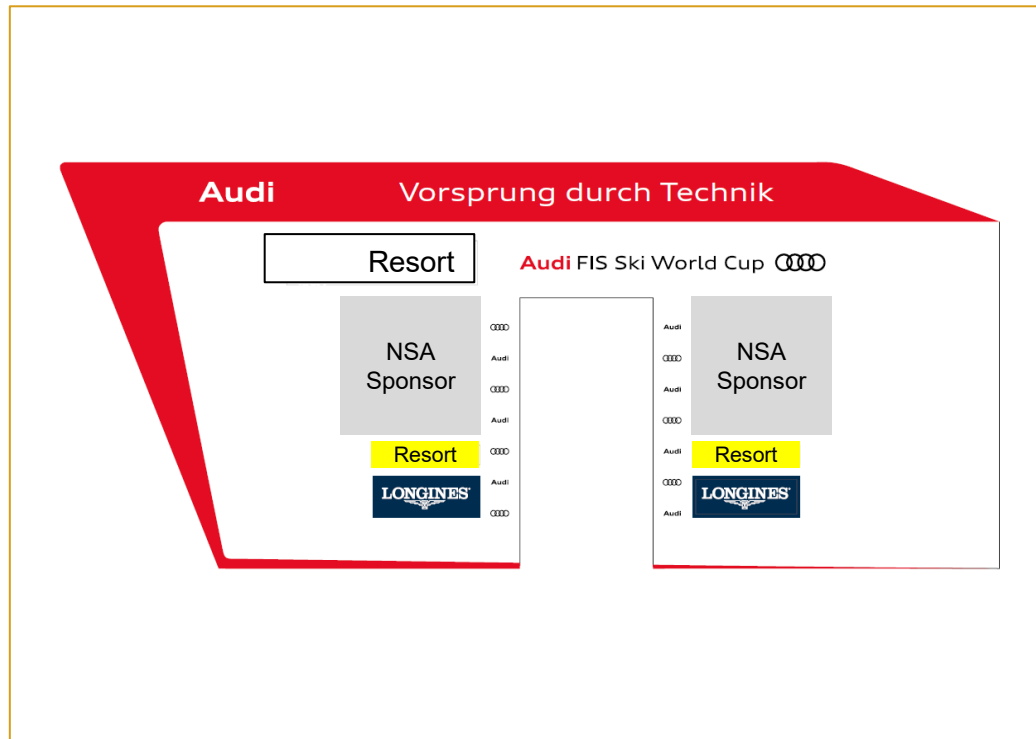 Audi Vorsprung durch Technik
Resort
Audi FIS Ski World Cup
NSA
Sponsor
Audi
Audi
Audi
Resort
LONGINES
NSA
Sponsor
Audi
Audi
Audi
Audi
Resort
LONGINES